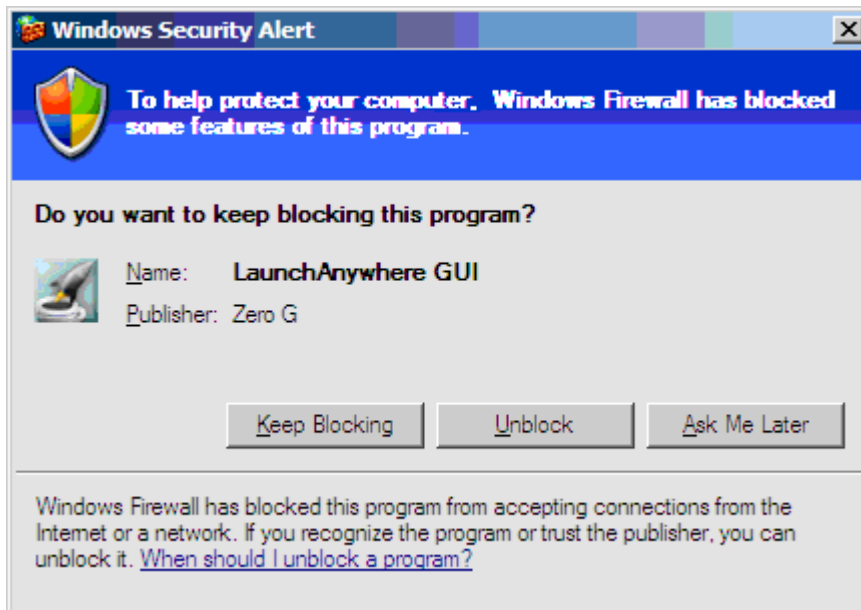 Windows Security Alert
To help protect your computer, Windows Firewall has blocked
some features of this program.
Do you want to keep blocking this program?
Name: LaunchAnywhere GUI
Publisher: Zero G
Keep Blocking Unblock Ask Me Later
Windows Firewall has blocked this program from accepting connections from the
Internet or a network. If you recognize the program or trust the publisher, you can
unblock it. When should I unblock a program?